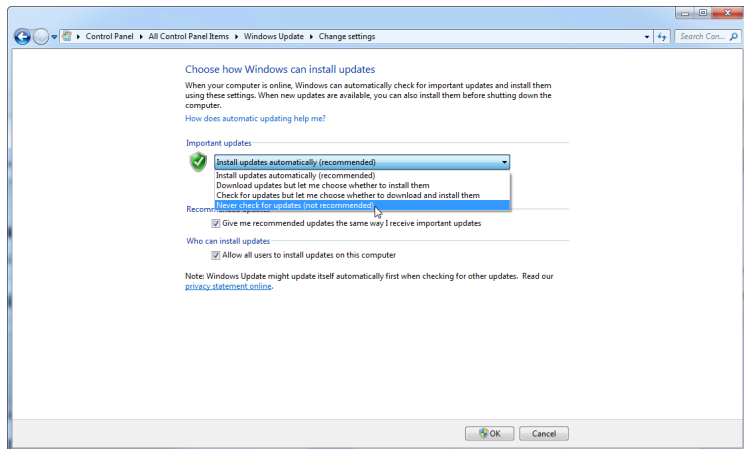 Control Panel ▸ All Control Panel Items ▸ Windows Update ▸ Change settings
Search Con...
Choose how Windows can install updates
When your computer is online, Windows can automatically check for important updates and install them
using these settings. When new updates are available, you can also install them before shutting down the
computer.
How does automatic updating help me?
Important updates
Install updates automatically (recommended)
Install updates automatically (recommended)
Download updates but let me choose whether to install them
Check for updates but let me choose whether to download and install them
Never check for updates (not recommended)
Recommended updates
Give me recommended updates the same way I receive important updates
Who can install updates
Allow all users to install updates on this computer
Note: Windows Update might update itself automatically first when checking for other updates. Read our
privacy statement online.
OK
Cancel